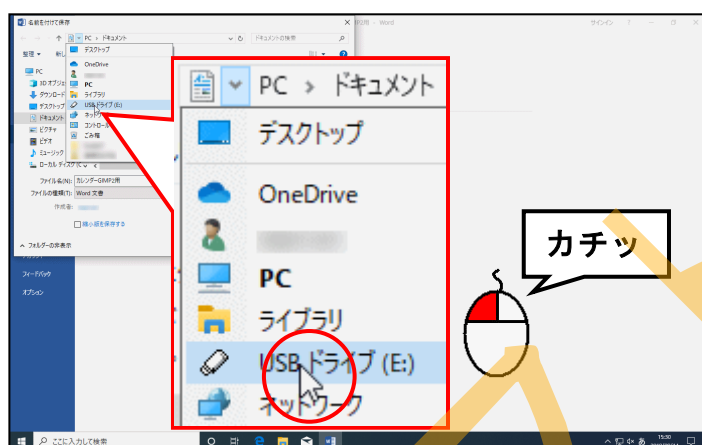 名前を付けて保存
P2用 - Word
サインイン ?
PC › ドキュメント
ドキュメントの検索
整理
新し
デスクトップ
OneDrive
PC
ライブラリ
USB ドライブ (E:)
ネットワ
コントロール
ごみ箱
PC
3D オブジェ
ダウンロード
デスクトップ
ドキュメント
ピクチャ
ビデオ
ミュージック
ローカル ディスク (C
ファイル名(N): カレンダーGIMP2用
ファイルの種類(T): Word 文書
作成者:
縮小版を保存する
フォルダーの非表示
フィードバック
オプション
PC › ドキュメント
デスクトップ
OneDrive
PC
ライブラリ
USB ドライブ (E:)
ネットワーク
カチッ
ここに入力して検索
あ
15:30